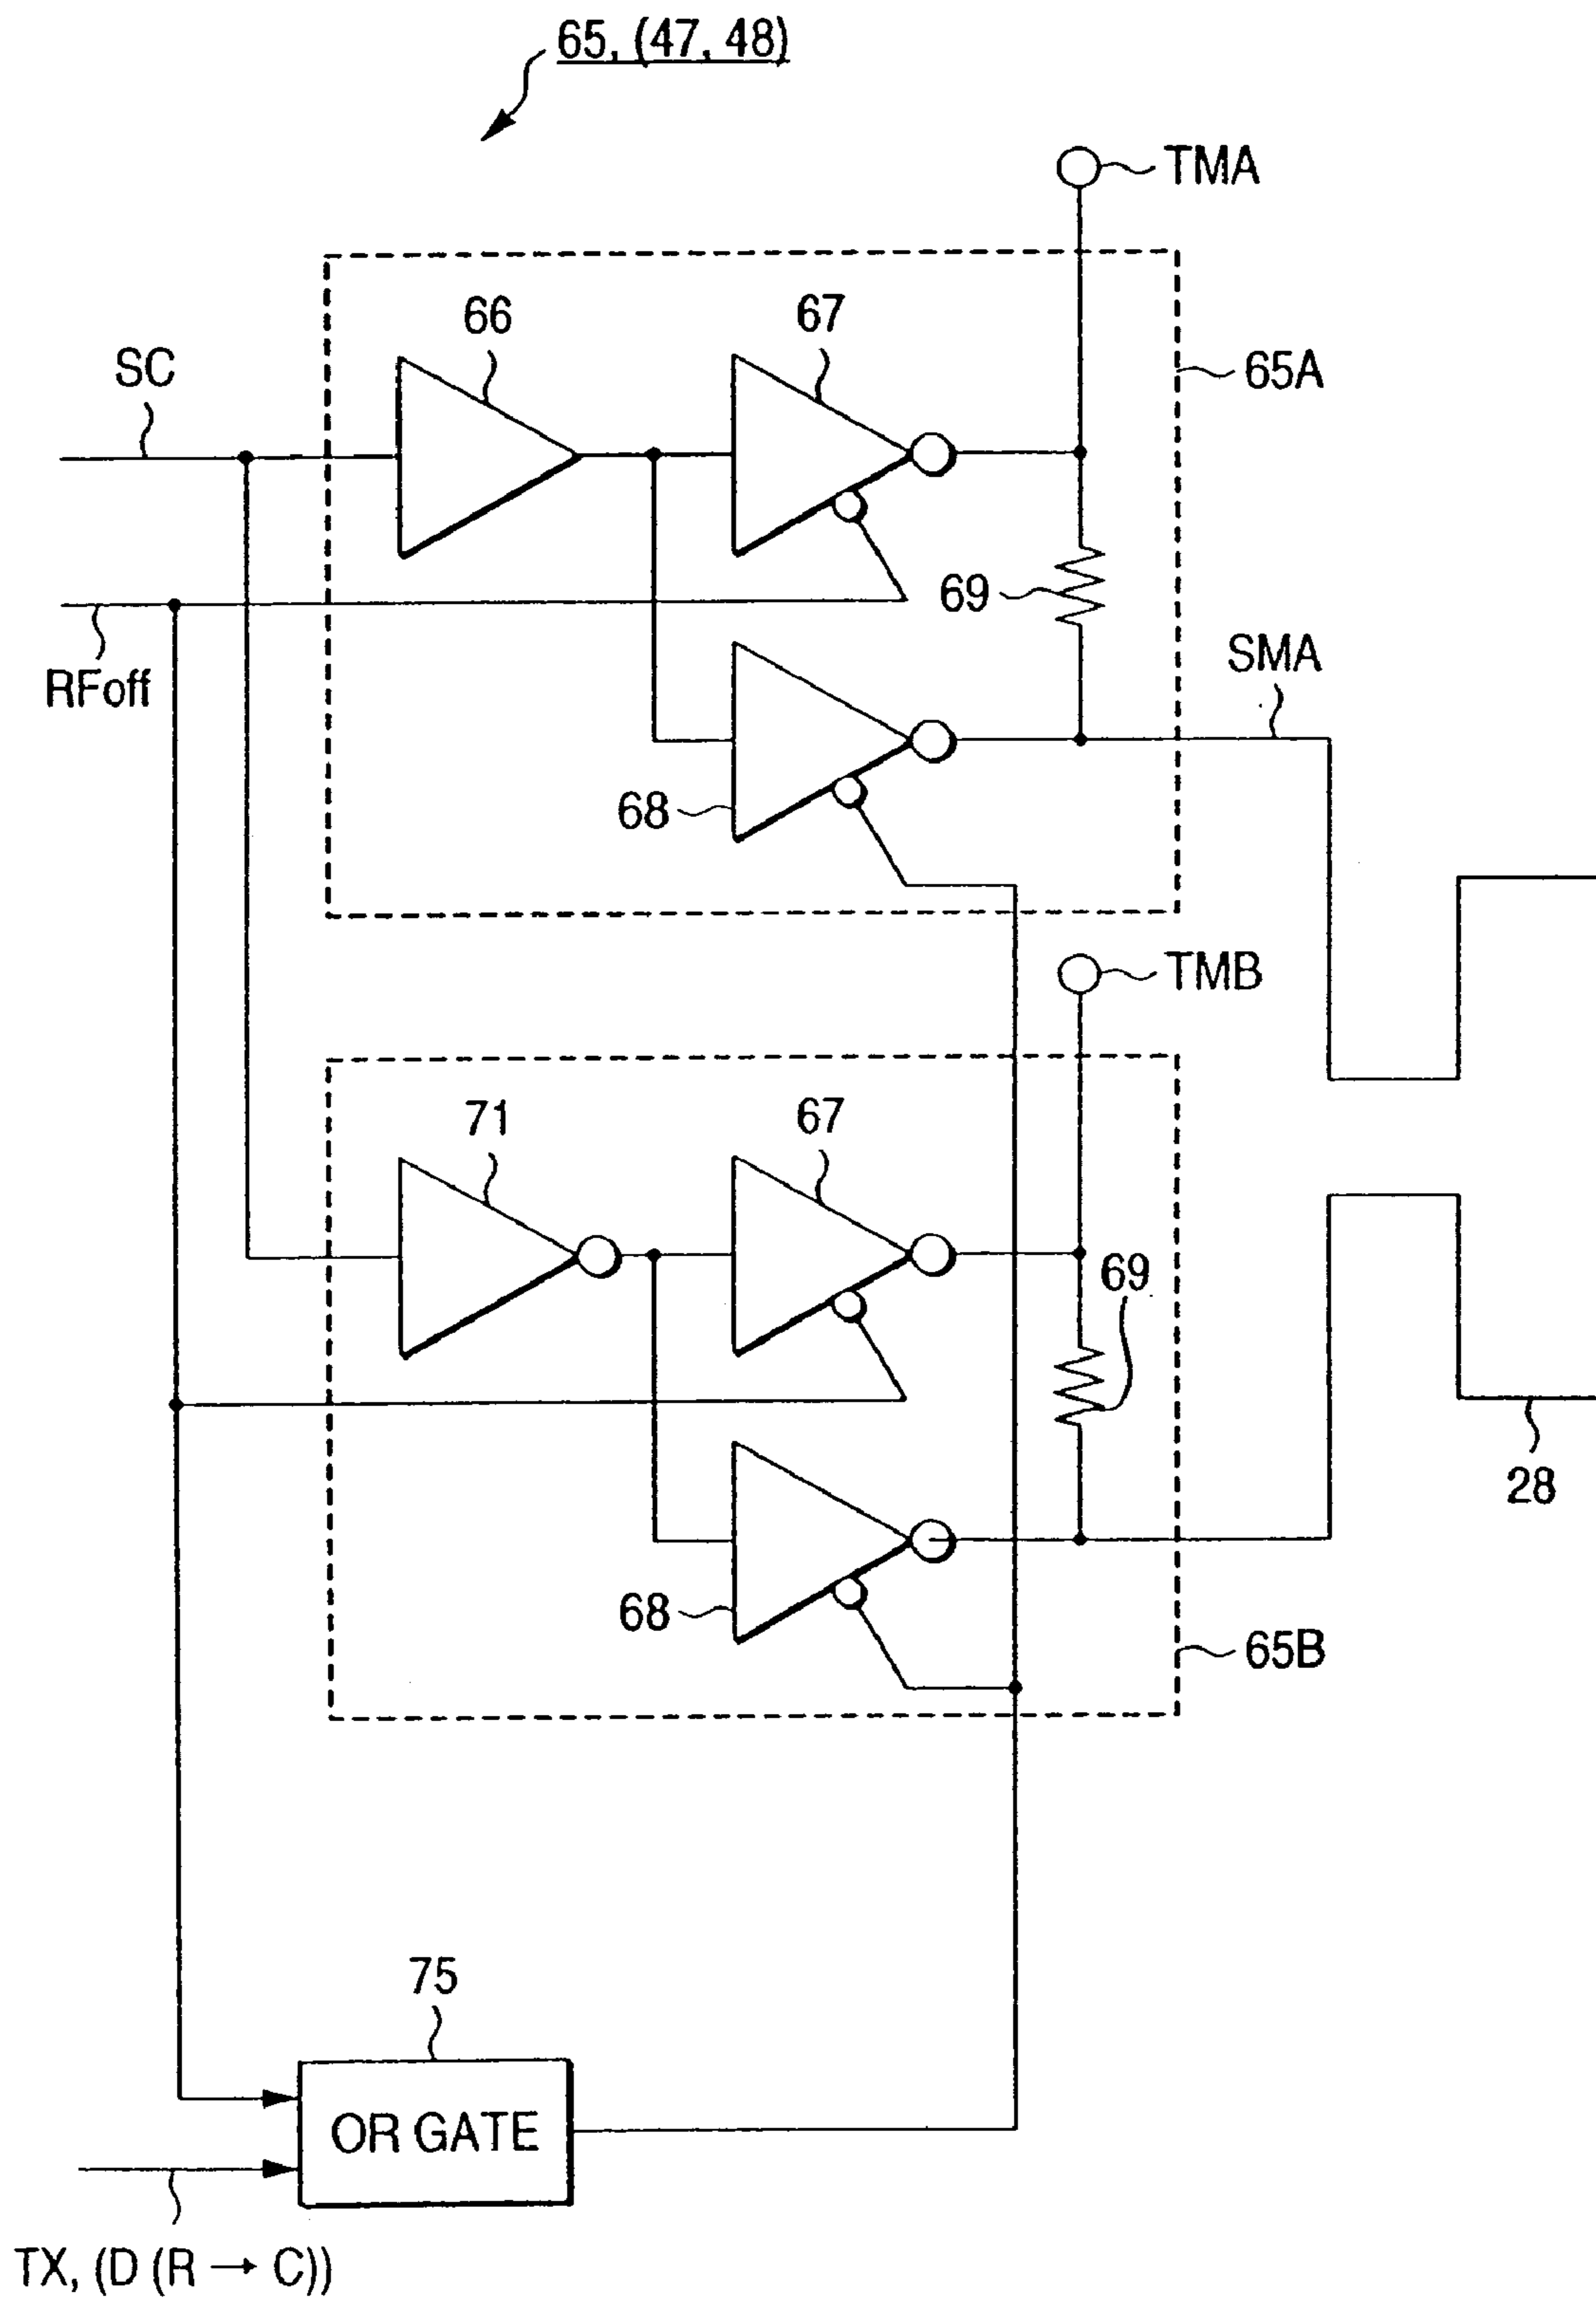 65, (47, 48)
TMA
66
67
SC
65A
69
SMA
RFoff
68
TMB
71
67
69
28
68
65B
75
OR GATE
TX, (D (R → C))